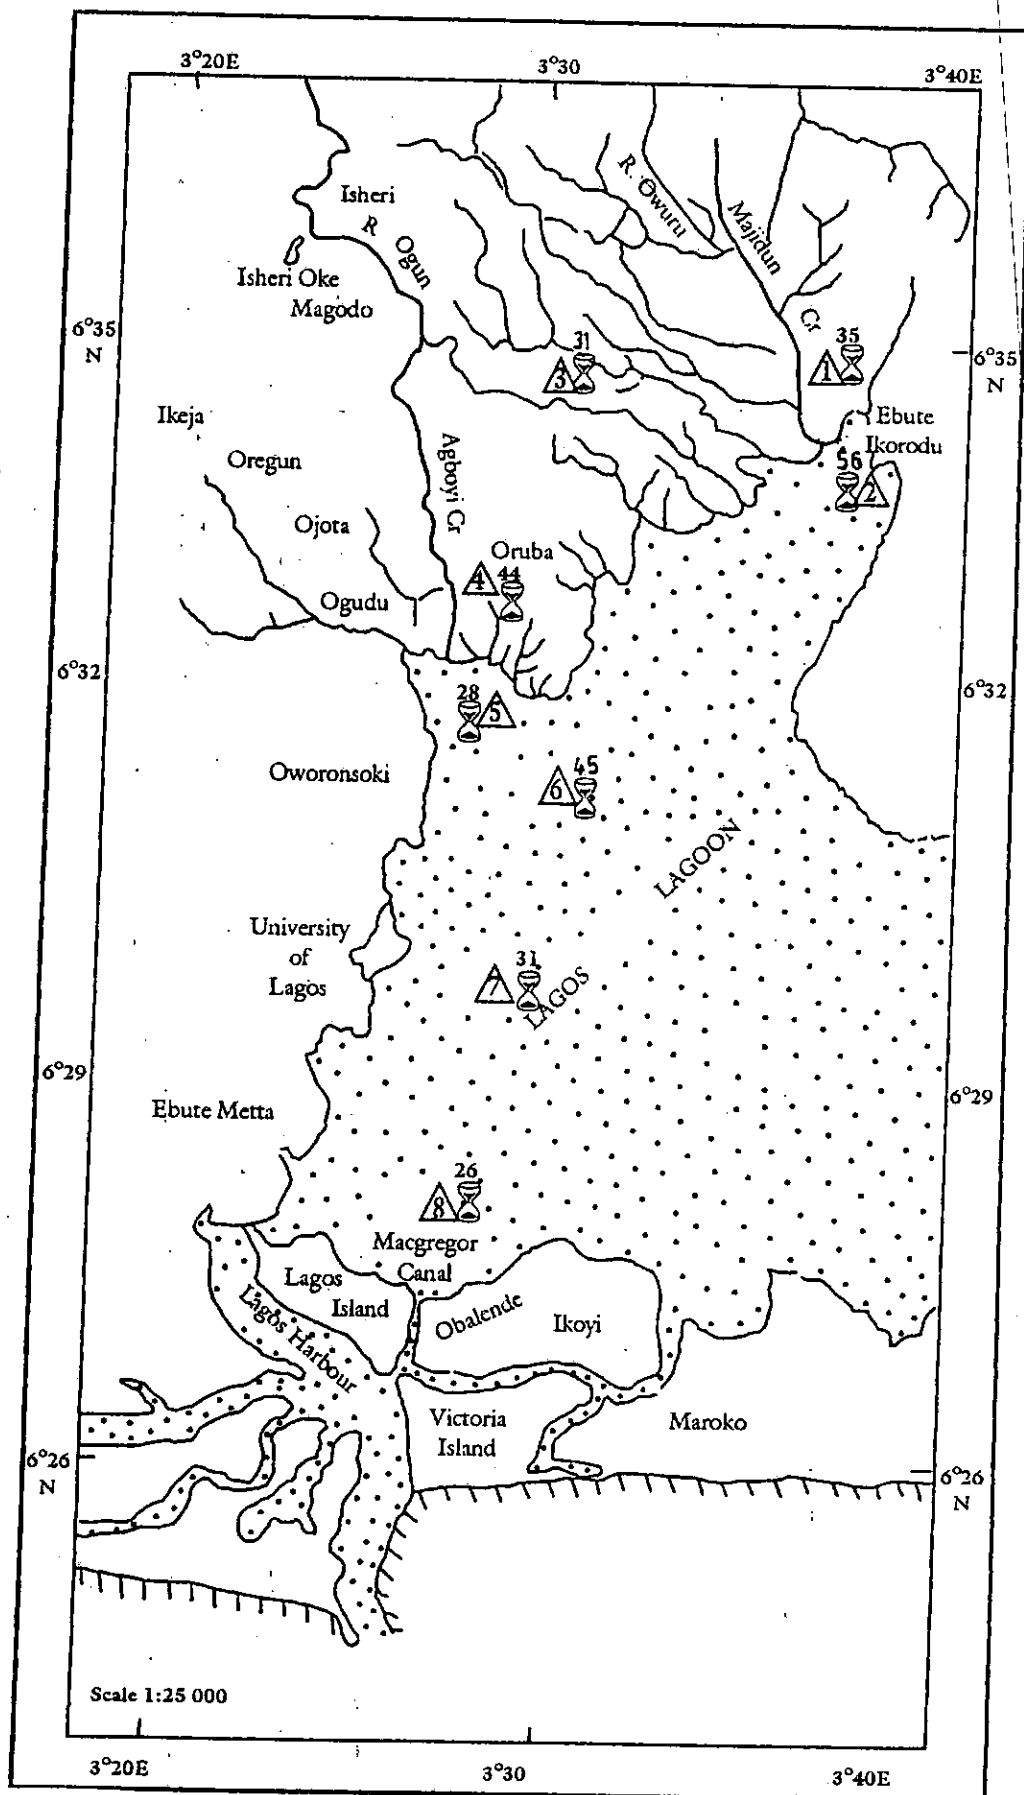 3°20E
3°30
3°40E
Isheri
R
Ogun
R. Owuru
Majidun
Cr
Isheri Oke
Magodo
6°35
N
6°35
N
31
3
35
1
Ikeja
Ebute
Ikorodu
Oregun
Agboyi Cr
56
2
Ojota
Oruba
4
44
Ogudu
6°32
6°32
28
5
Oworonsoki
6
45
LAGOON
University
of
Lagos
31
7
LAGOS
6°29
6°29
Ebute Metta
26
8
Macgregor
Canal
Lagos
Island
Lagos Harbour
Obalende
Ikoyi
Victoria
Island
Maroko
6°26
N
6°26
N
Scale 1:25 000
3°20E
3°30
3°40E